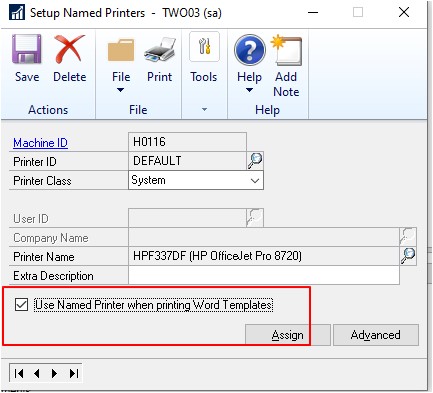 Setup Named Printers - TWO03 (sa)
Save Delete File Print Tools Help Add Note
Actions File Help
Machine ID H0116
Printer ID DEFAULT
Printer Class System
User ID
Company Name
Printer Name HPF337DF (HP OfficeJet Pro 8720)
Extra Description
Use Named Printer when printing Word Templates
Assign Advanced